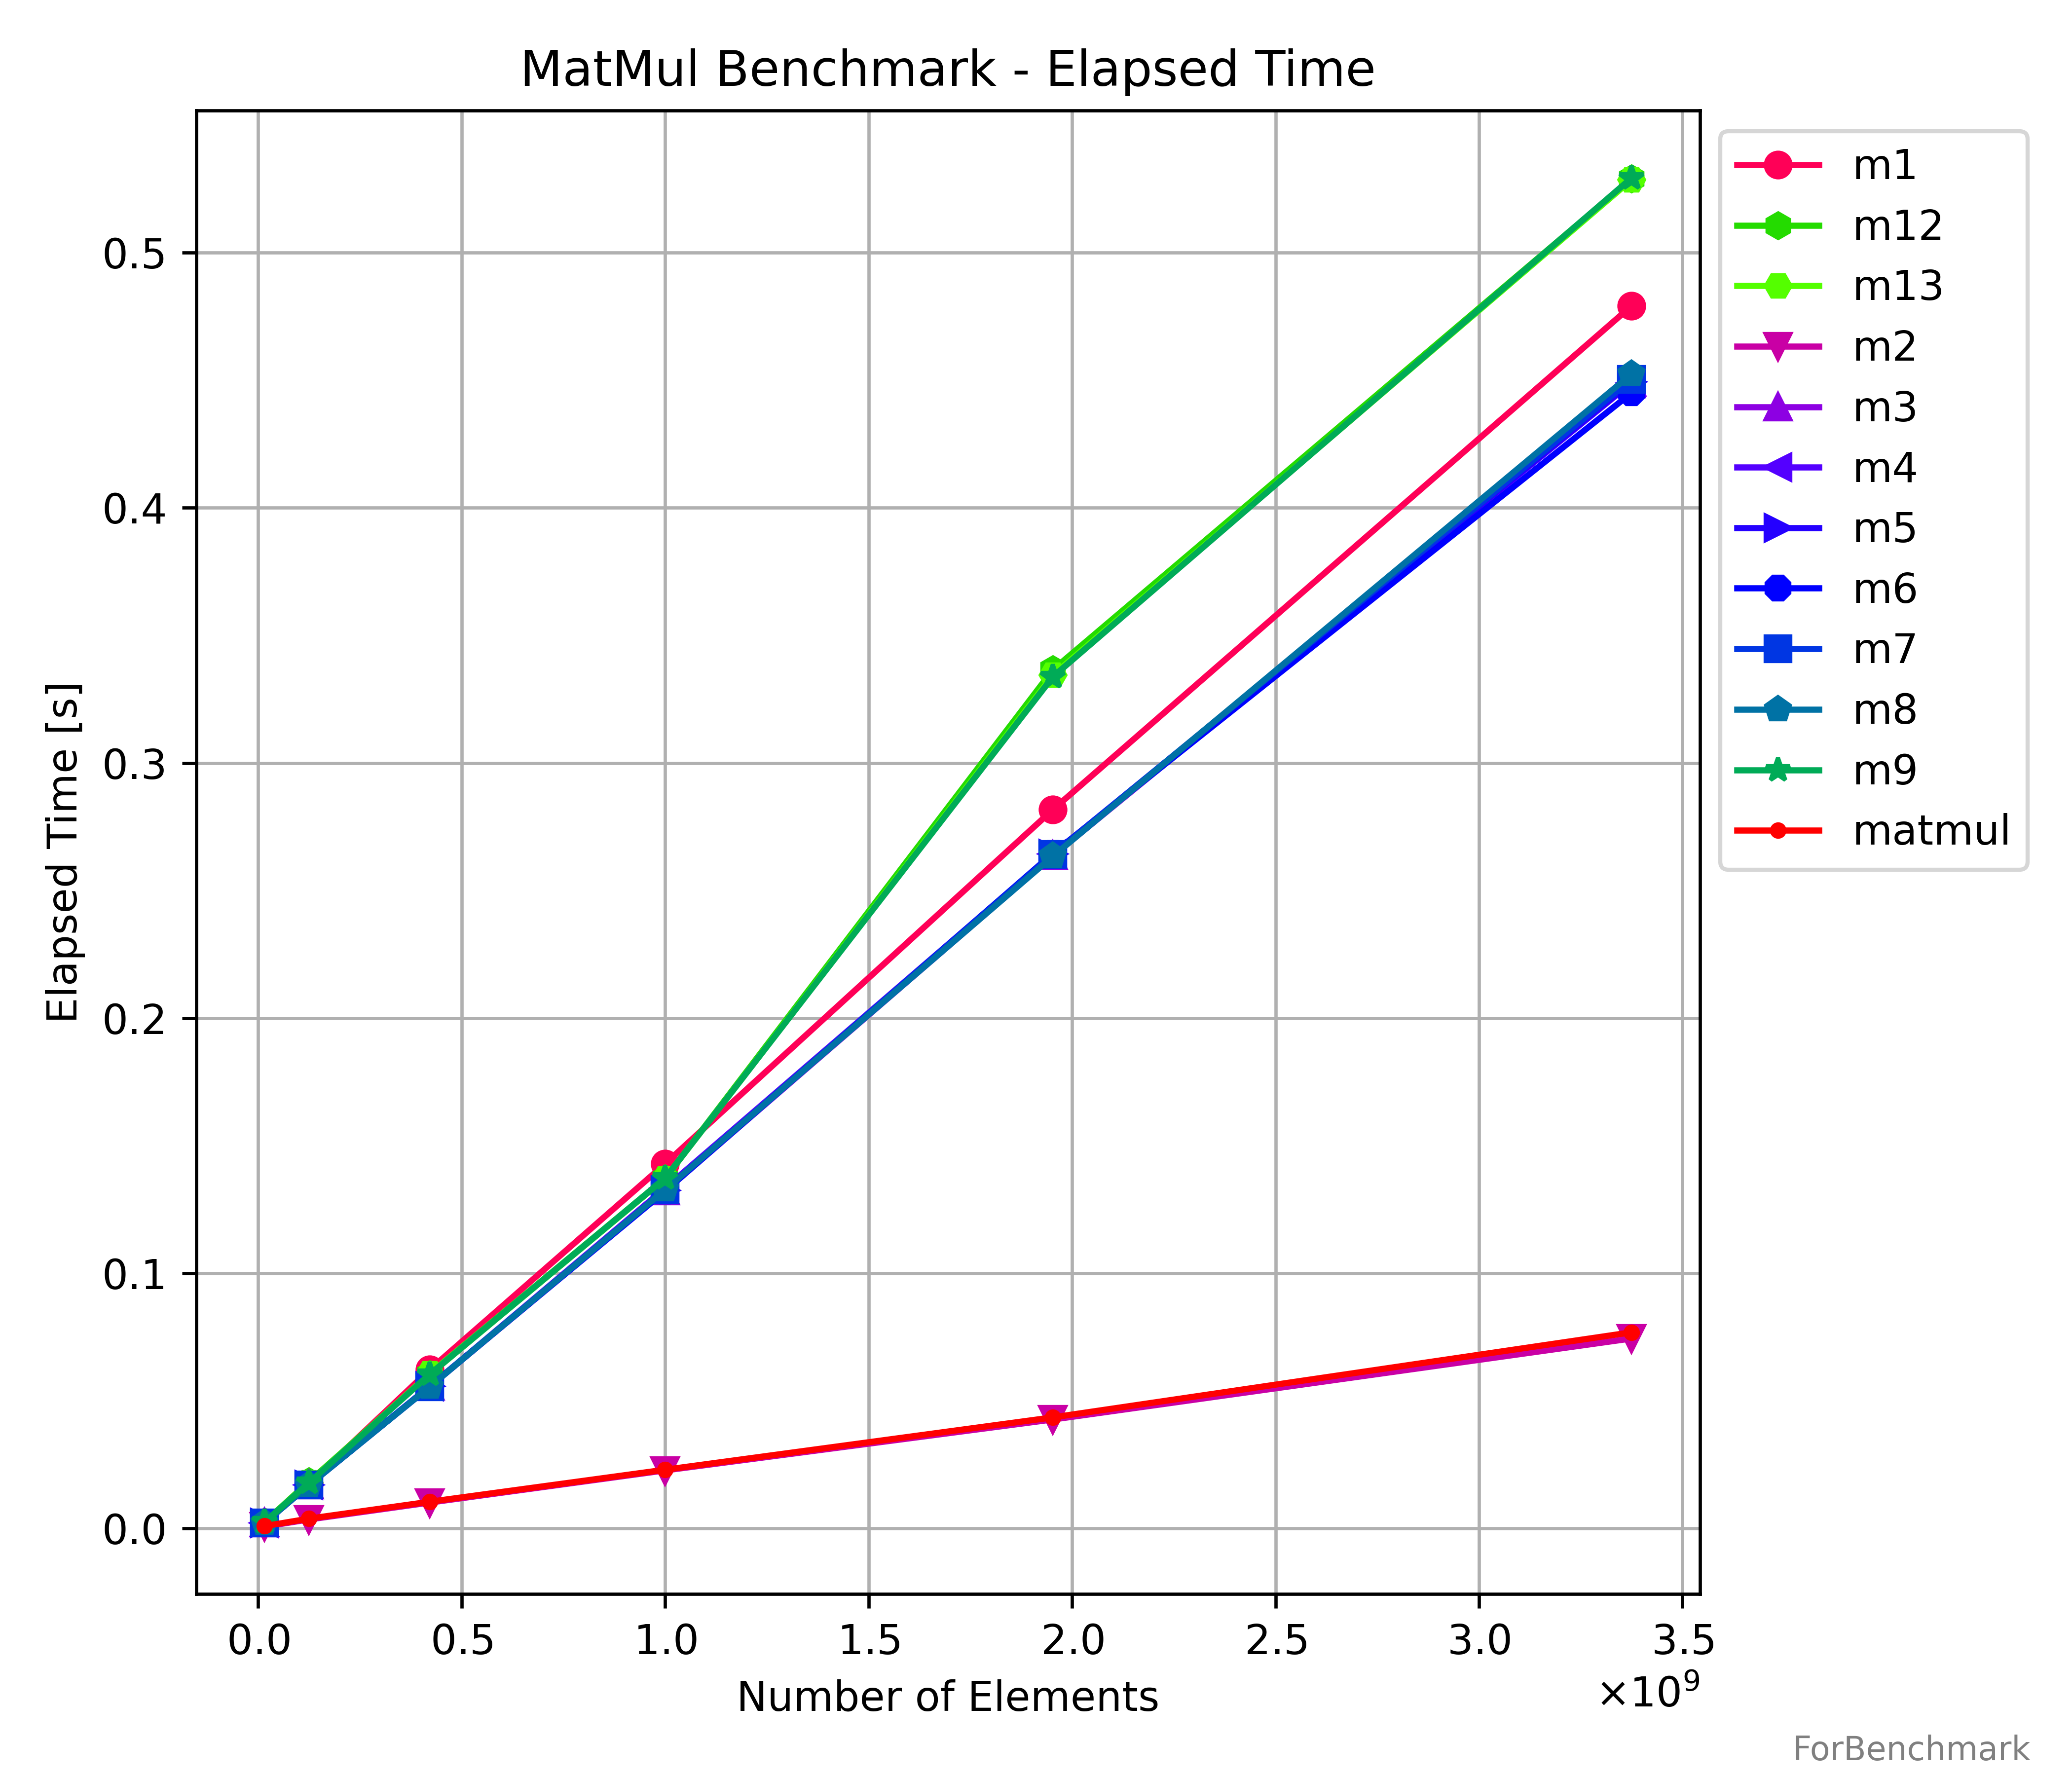 MatMul Benchmark - Elapsed Time
Elapsed Time [s]
0.5
0.4
0.3
0.2
0.1
0.0
0.0 0.5 1.0 1.5 2.0 2.5 3.0 3.5
×10⁹
Number of Elements
m1
m12
m13
m2
m3
m4
m5
m6
m7
m8
m9
matmul
ForBenchmark